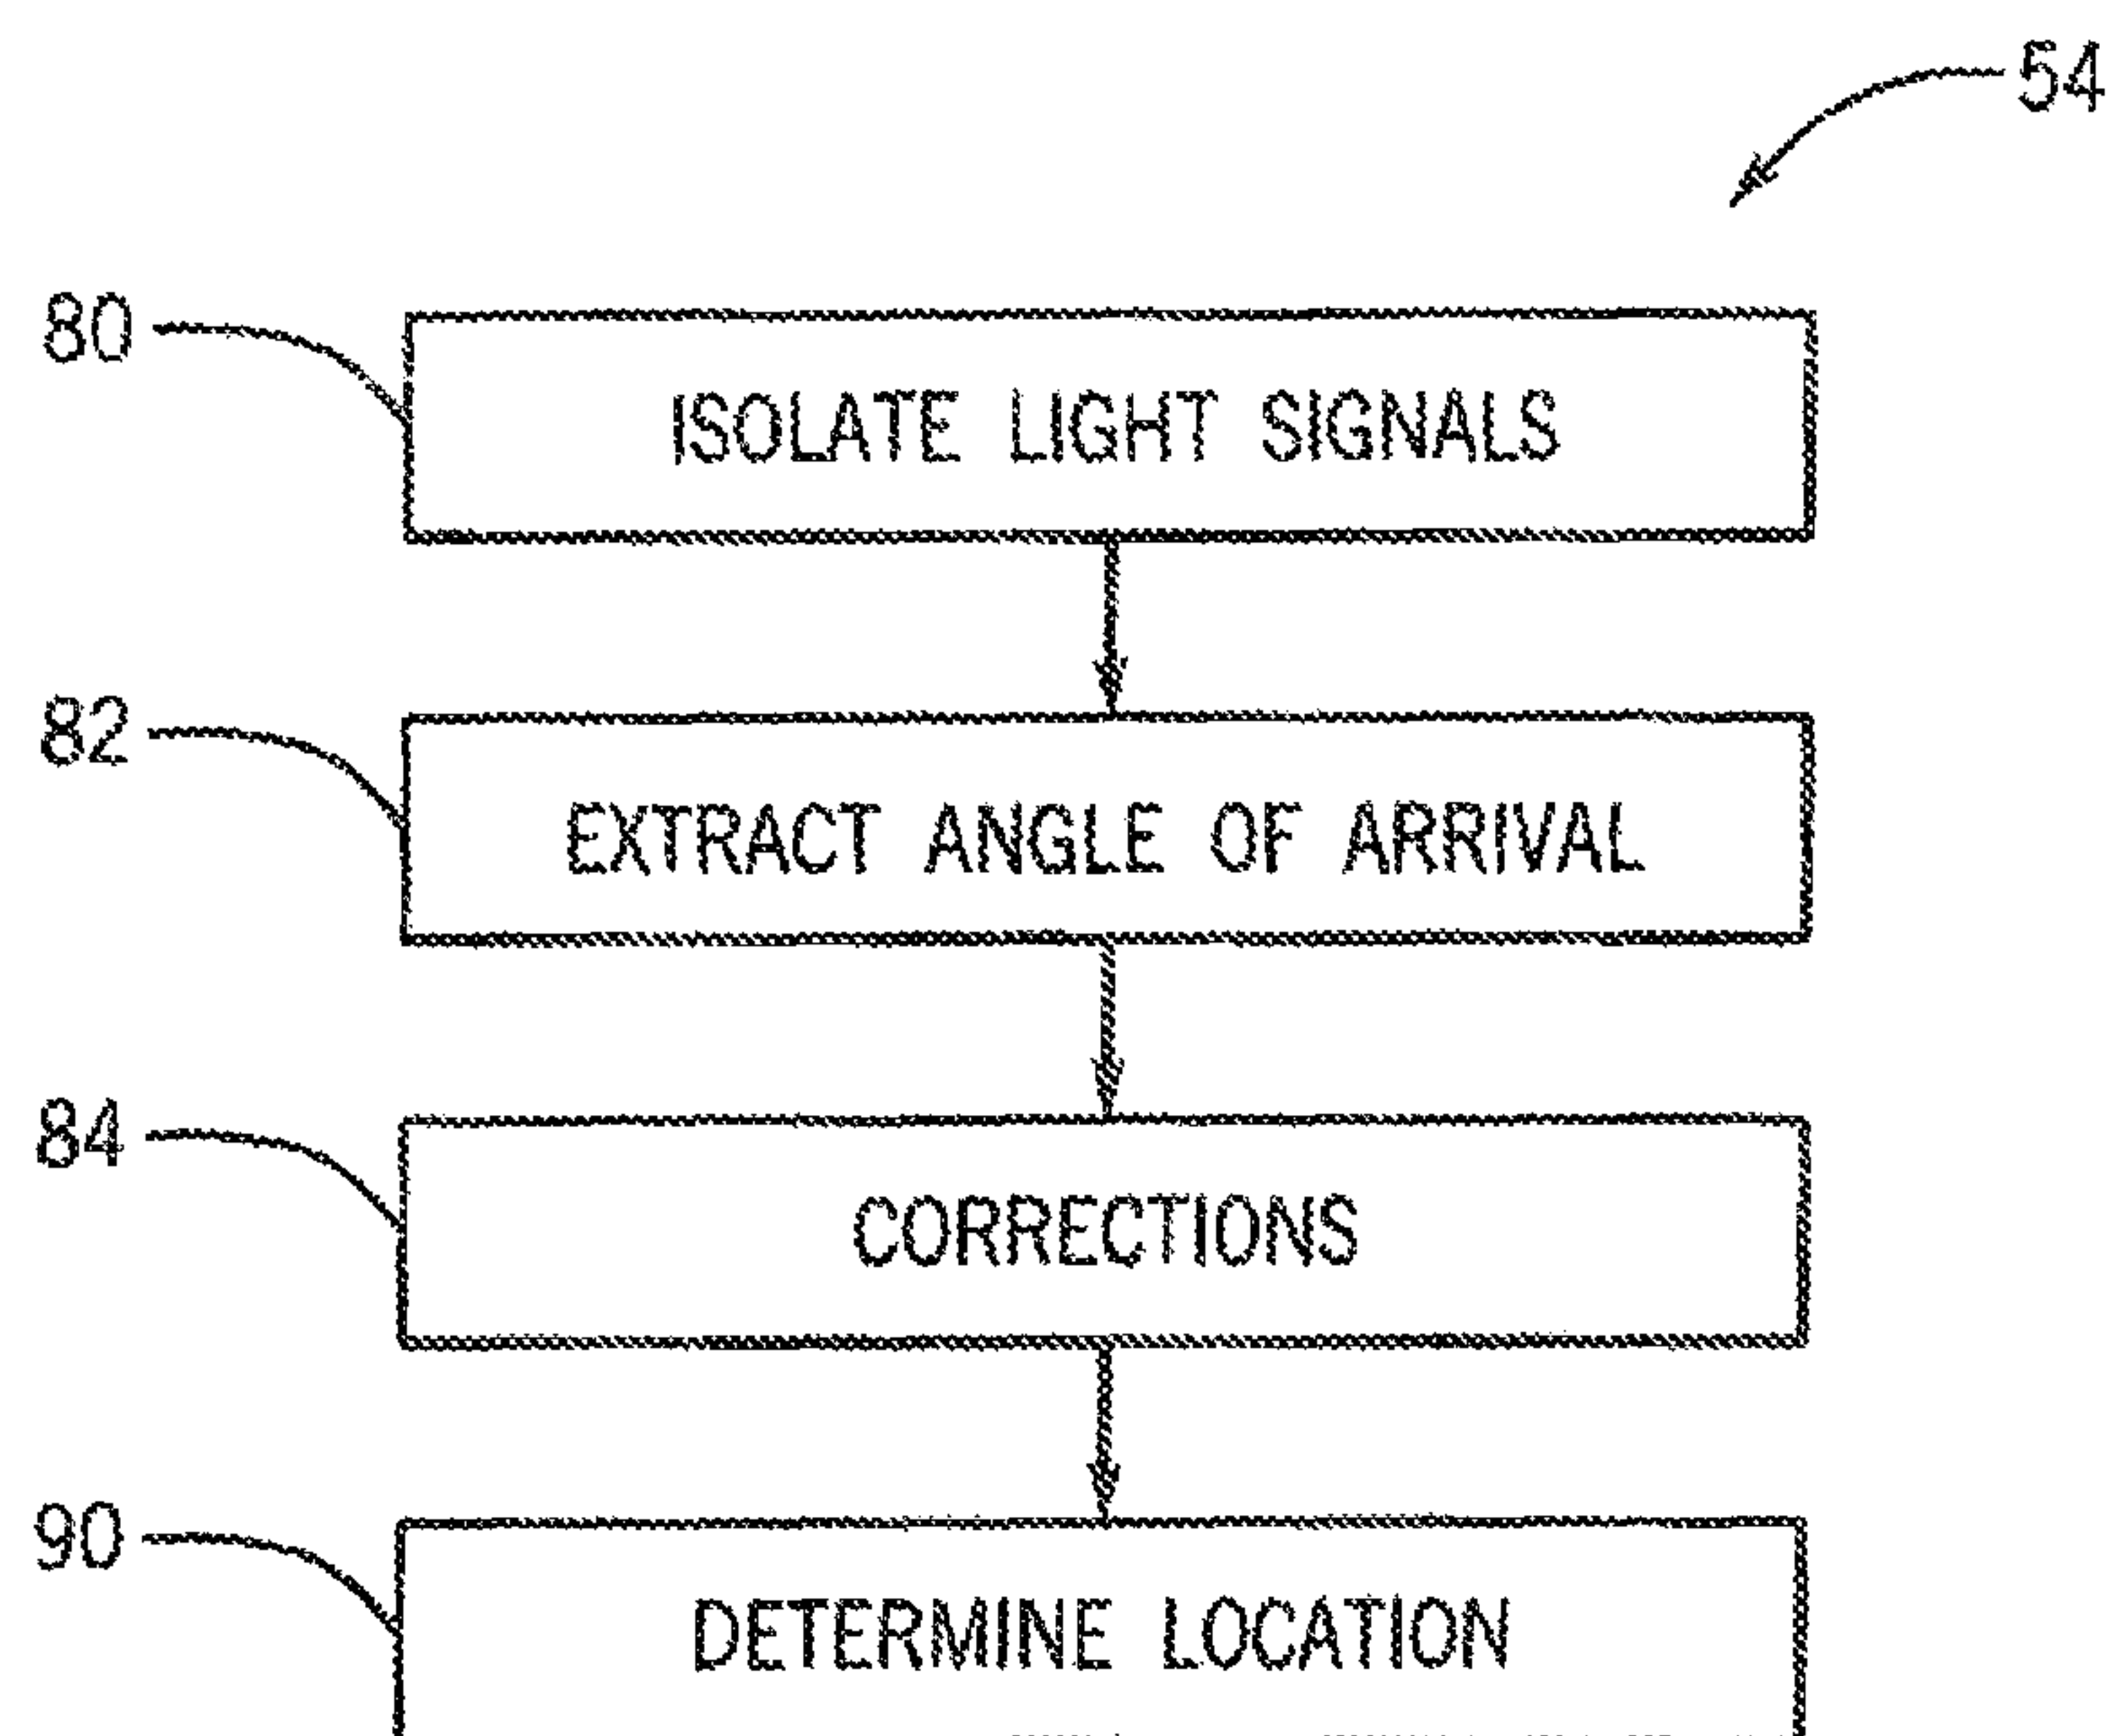 54
80
ISOLATE LIGHT SIGNALS
82
EXTRACT ANGLE OF ARRIVAL
84
CORRECTIONS
90
DETERMINE LOCATION